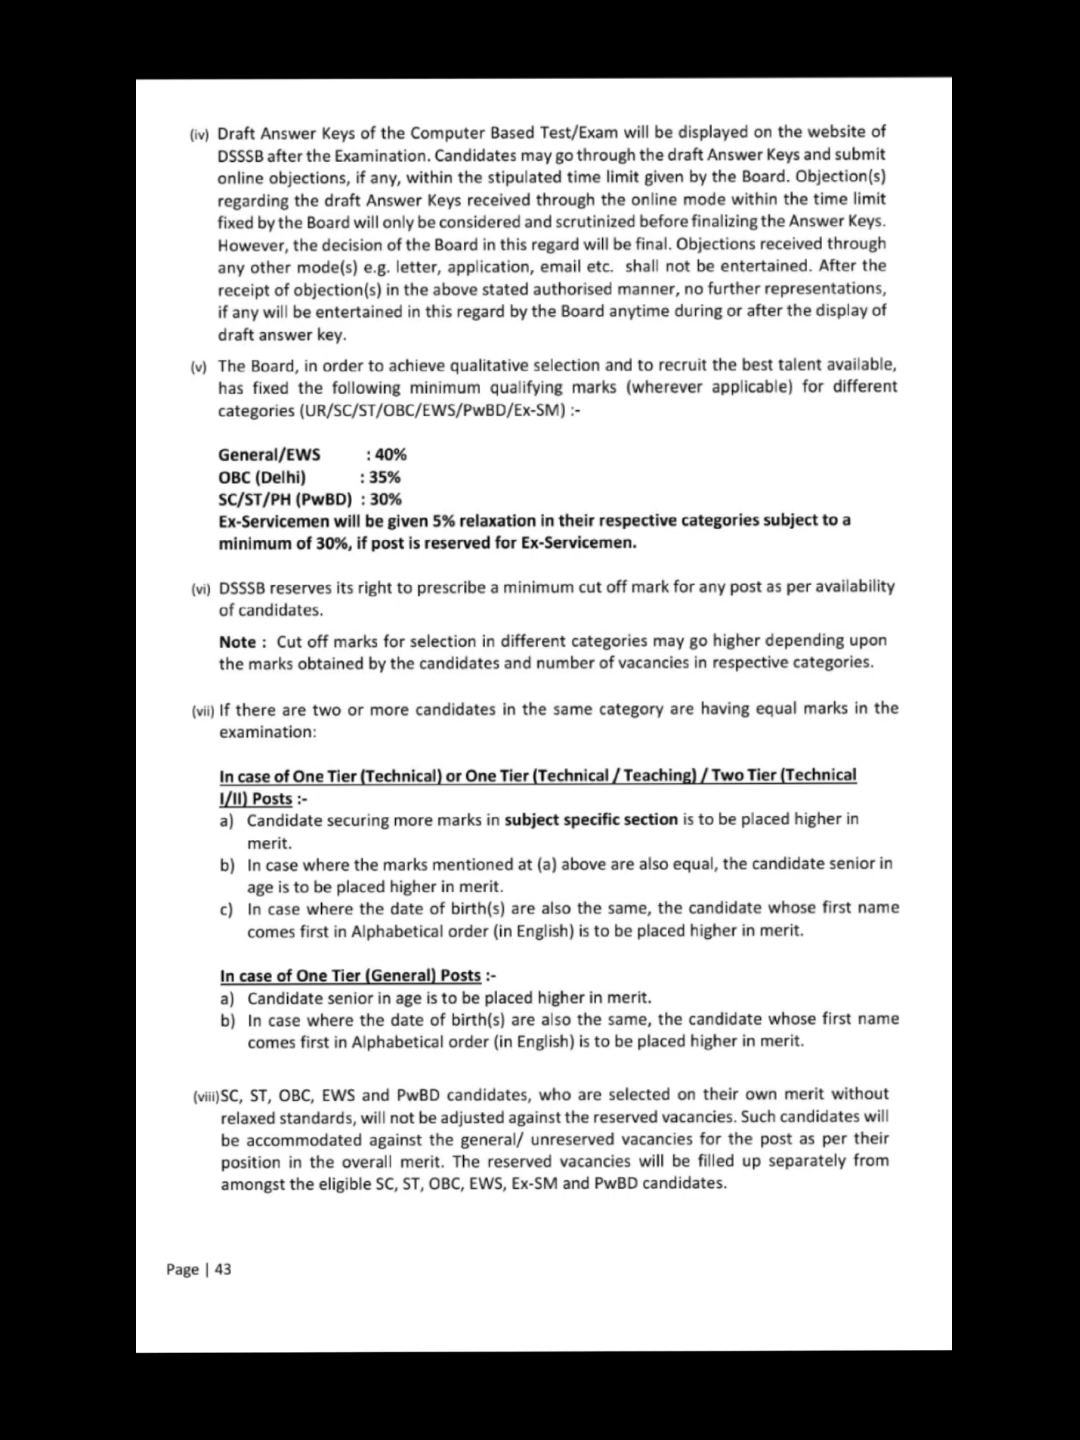 (iv) Draft Answer Keys of the Computer Based Test/Exam will be displayed on the website of
DSSSB after the Examination. Candidates may go through the draft Answer Keys and submit
online objections, if any, within the stipulated time limit given by the Board. Objection(s)
regarding the draft Answer Keys received through the online mode within the time limit
fixed by the Board will only be considered and scrutinized before finalizing the Answer Keys.
However, the decision of the Board in this regard will be final. Objections received through
any other mode(s) e.g. letter, application, email etc. shall not be entertained. After the
receipt of objection(s) in the above stated authorised manner, no further representations,
if any will be entertained in this regard by the Board anytime during or after the display of
draft answer key.
(v) The Board, in order to achieve qualitative selection and to recruit the best talent available,
has fixed the following minimum qualifying marks (wherever applicable) for different
categories (UR/SC/ST/OBC/EWS/PwBD/Ex-SM) :-
General/EWS : 40%
OBC (Delhi) : 35%
SC/ST/PH (PwBD) : 30%
Ex-Servicemen will be given 5% relaxation in their respective categories subject to a
minimum of 30%, if post is reserved for Ex-Servicemen.
(vi) DSSSB reserves its right to prescribe a minimum cut off mark for any post as per availability
of candidates.
Note : Cut off marks for selection in different categories may go higher depending upon
the marks obtained by the candidates and number of vacancies in respective categories.
(vii) If there are two or more candidates in the same category are having equal marks in the
examination:
In case of One Tier (Technical) or One Tier (Technical / Teaching) / Two Tier (Technical
I/II) Posts :-
a) Candidate securing more marks in subject specific section is to be placed higher in
merit.
b) In case where the marks mentioned at (a) above are also equal, the candidate senior in
age is to be placed higher in merit.
c) In case where the date of birth(s) are also the same, the candidate whose first name
comes first in Alphabetical order (in English) is to be placed higher in merit.
In case of One Tier (General) Posts :-
a) Candidate senior in age is to be placed higher in merit.
b) In case where the date of birth(s) are also the same, the candidate whose first name
comes first in Alphabetical order (in English) is to be placed higher in merit.
(viii)SC, ST, OBC, EWS and PwBD candidates, who are selected on their own merit without
relaxed standards, will not be adjusted against the reserved vacancies. Such candidates will
be accommodated against the general/ unreserved vacancies for the post as per their
position in the overall merit. The reserved vacancies will be filled up separately from
amongst the eligible SC, ST, OBC, EWS, Ex-SM and PwBD candidates.
Page | 43